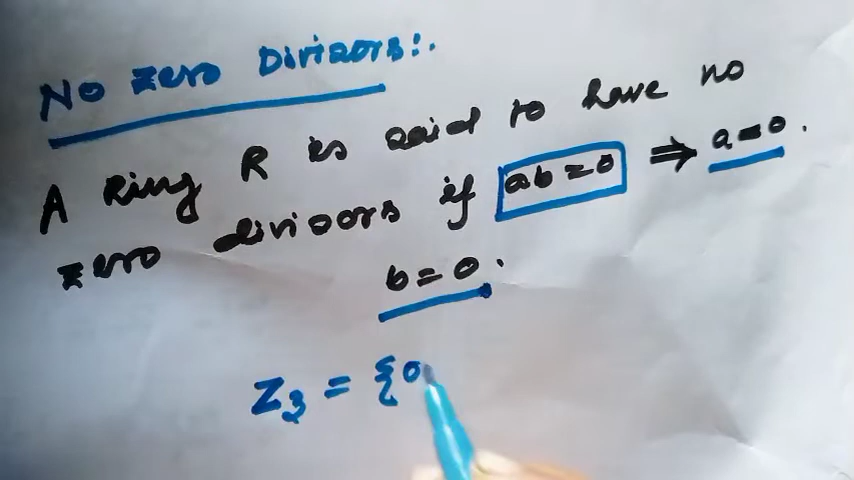 No zero Divisors:.
A Ring R is said to have no
zero divisors if ab=0 ⇒ a=0.
b=0.
Z₃ = {0